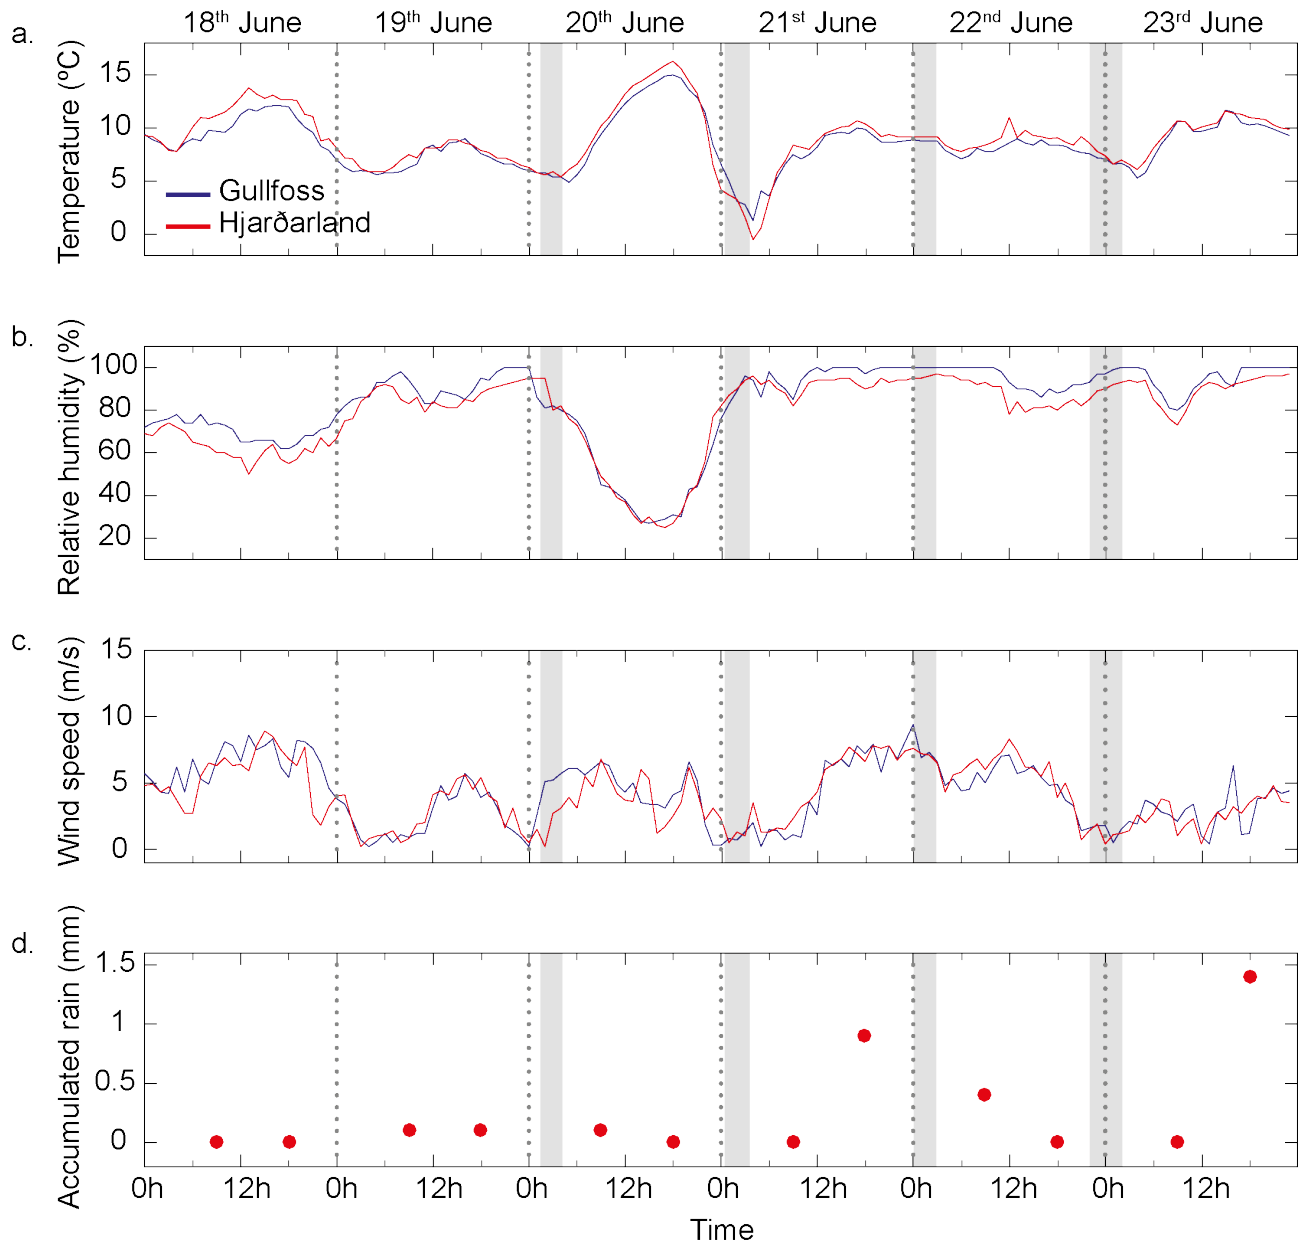 a.
18th June 19th June 20th June 21st June 22nd June 23rd June
Temperature (ºC)
15
10
5
0
Gullfoss
Hjarðarland
b.
Relative humidity (%)
100
80
60
40
20
c.
Wind speed (m/s)
15
10
5
0
d.
Accumulated rain (mm)
1.5
1
0.5
0
0h 12h 0h 12h 0h 12h 0h 12h 0h 12h 0h 12h
Time